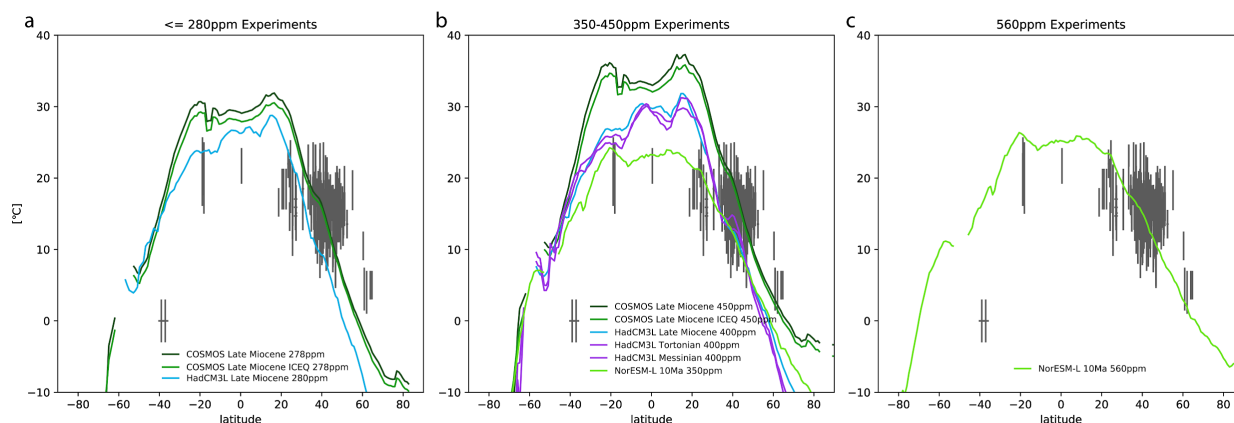 a
<= 280ppm Experiments
40
30
20
10
0
−10
[°C]
−80 −60 −40 −20 0 20 40 60 80
latitude
COSMOS Late Miocene 278ppm
COSMOS Late Miocene ICEQ 278ppm
HadCM3L Late Miocene 280ppm
b
350-450ppm Experiments
40
30
20
10
0
−10
−80 −60 −40 −20 0 20 40 60 80
latitude
COSMOS Late Miocene 450ppm
COSMOS Late Miocene ICEQ 450ppm
HadCM3L Late Miocene 400ppm
HadCM3L Tortonian 400ppm
HadCM3L Messinian 400ppm
NorESM-L 10Ma 350ppm
c
560ppm Experiments
40
30
20
10
0
−10
−80 −60 −40 −20 0 20 40 60 80
latitude
NorESM-L 10Ma 560ppm